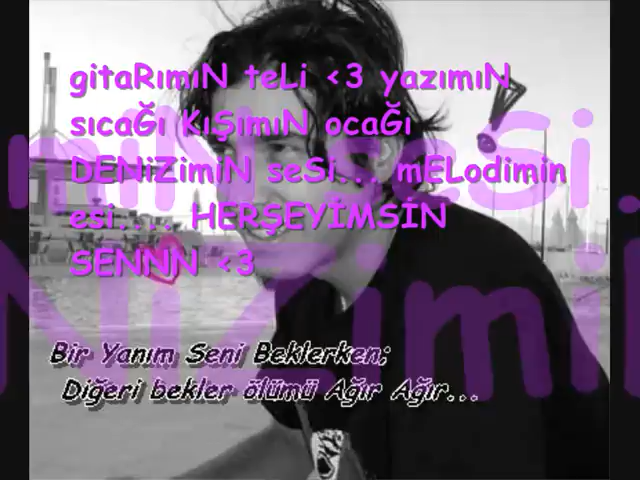 gitaRımıN teLi <3 yazımıN
sıcaĞı KıŞımıN ocaĞı
DENiZimiN seSi... mELodimin
esi.... HERŞEYİMSİN
SENNN <3
Bir Yanım Seni Beklerken;
Diğeri bekler ölümü Ağır Ağır...